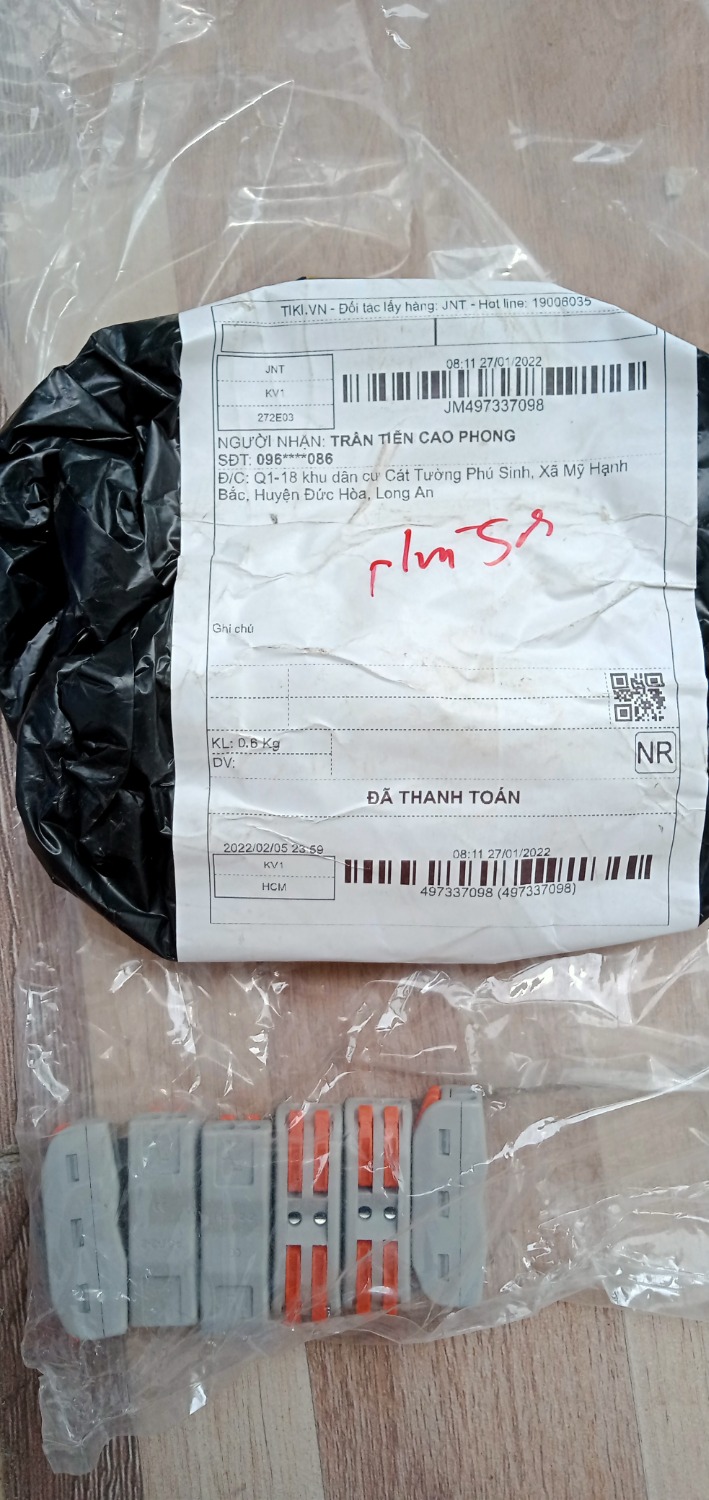 TIKI.VN - Đối tác lấy hàng: JNT - Hot line: 19006035
JNT
KV1
272E03
08:11 27/01/2022
JM497337098
NGƯỜI NHẬN: TRẦN TIẾN CAO PHONG
SĐT: 096****086
Đ/C: Q1-18 khu dân cư Cát Tường Phú Sinh, Xã Mỹ Hạnh
Bắc, Huyện Đức Hòa, Long An
Ghi chú
KL: 0.6 Kg
DV:
NR
ĐÃ THANH TOÁN
2022/02/05 23:59
KV1
HCM
08:11 27/01/2022
497337098 (497337098)